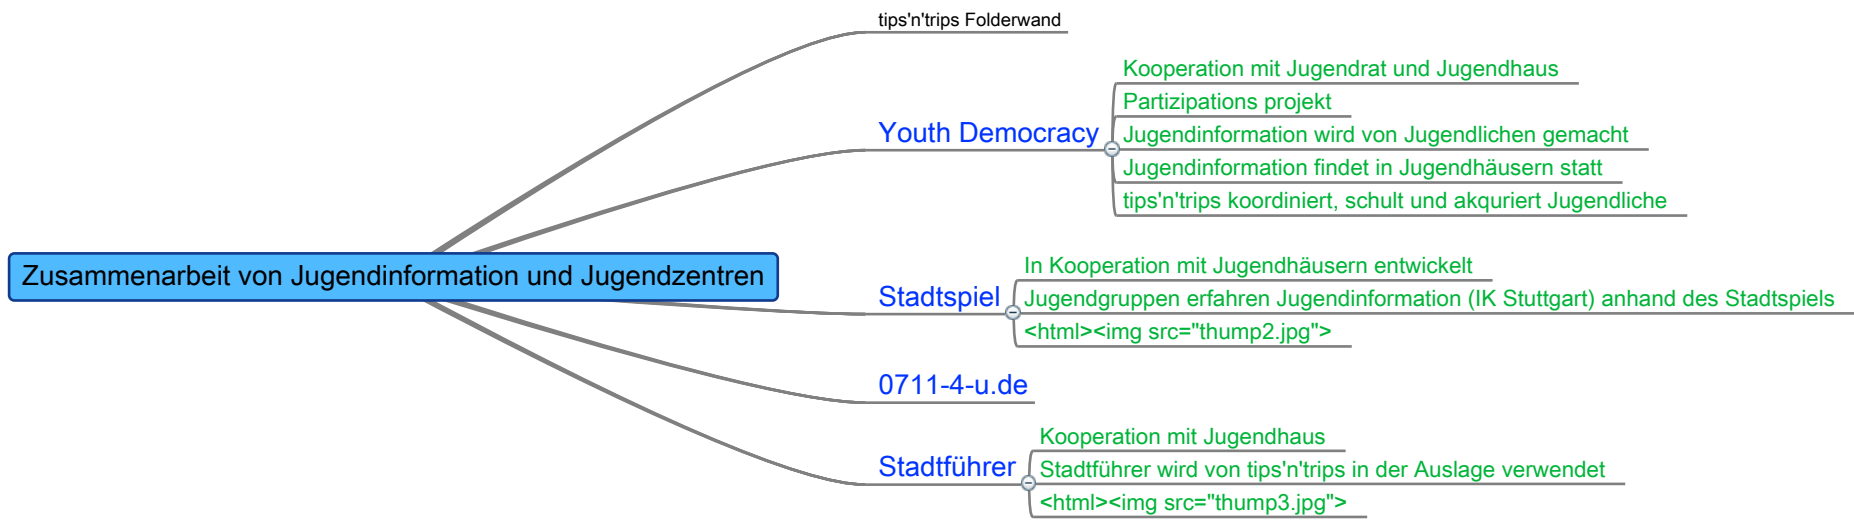 tips'n'trips Folderwand
Kooperation mit Jugendrat und Jugendhaus
Partizipations projekt
Youth Democracy
Jugendinformation wird von Jugendlichen gemacht
Jugendinformation findet in Jugendhäusern statt
tips'n'trips koordiniert, schult und akquriert Jugendliche
Zusammenarbeit von Jugendinformation und Jugendzentren
In Kooperation mit Jugendhäusern entwickelt
Stadtspiel
Jugendgruppen erfahren Jugendinformation (IK Stuttgart) anhand des Stadtspiels
<html><img src="thump2.jpg">
0711-4-u.de
Kooperation mit Jugendhaus
Stadtführer
Stadtführer wird von tips'n'trips in der Auslage verwendet
<html><img src="thump3.jpg">